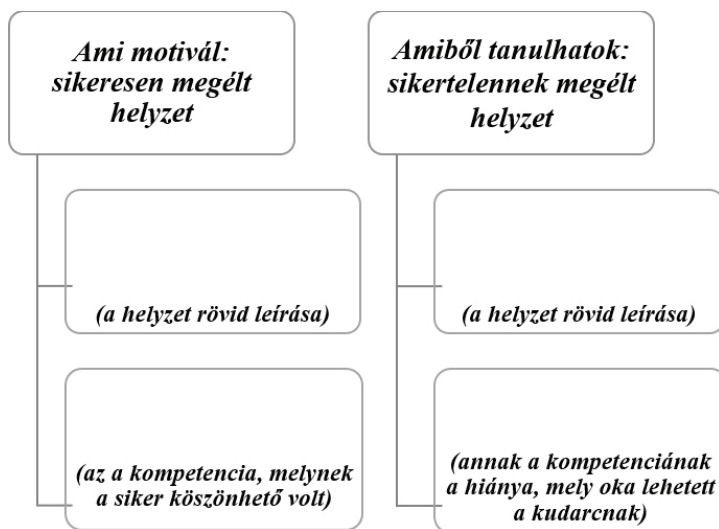 Ami motivál:
sikeresen megélt
helyzet
(a helyzet rövid leírása)
(az a kompetencia, melynek
a siker köszönhető volt)
Amiből tanulhatok:
sikertelennek megélt
helyzet
(a helyzet rövid leírása)
(annak a kompetenciának
a hiánya, mely oka lehetett
a kudarcnak)